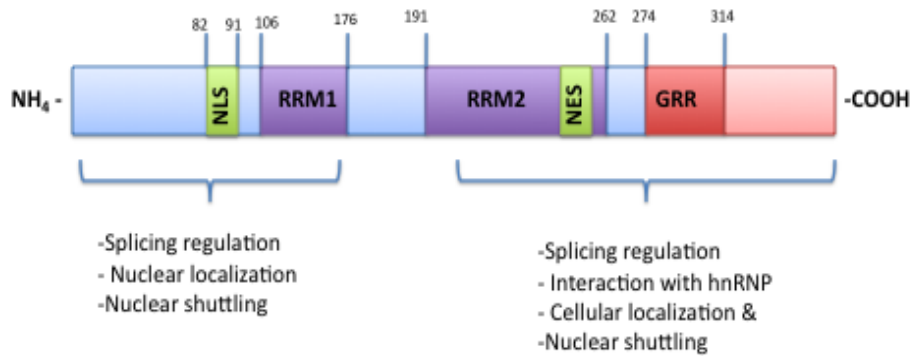 82 91 106 176 191 262 274 314
NH₄ - NLS RRM1 RRM2 NES GRR -COOH
-Splicing regulation
- Nuclear localization
-Nuclear shuttling
-Splicing regulation
- Interaction with hnRNP
- Cellular localization &
-Nuclear shuttling